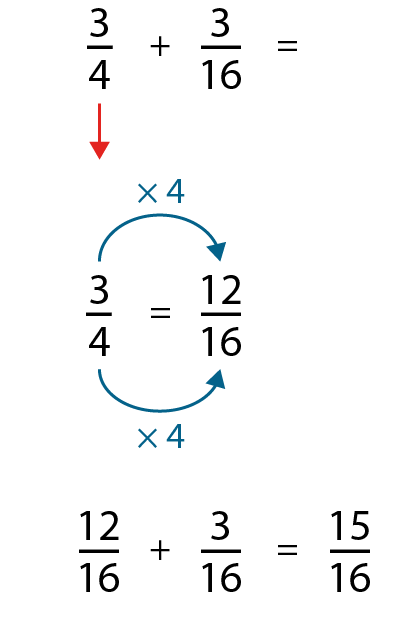 3/4 + 3/16 =
× 4
3/4 = 12/16
× 4
12/16 + 3/16 = 15/16